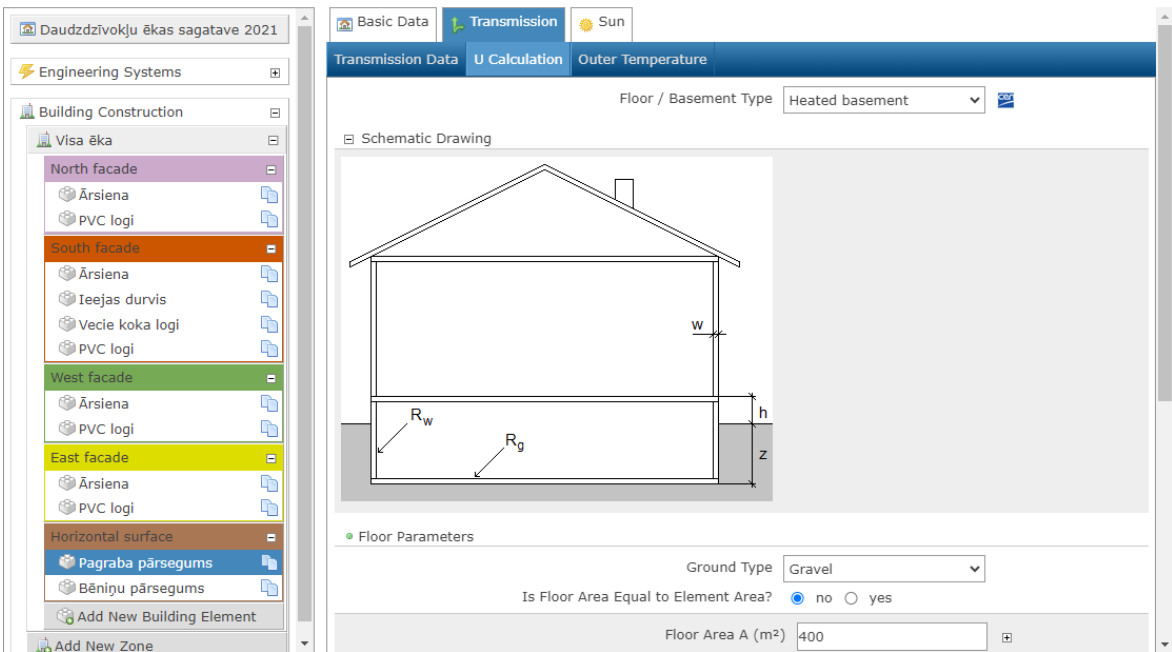 Daudzdzīvokļu ēkas sagatave 2021
Engineering Systems
Building Construction
Visa ēka
North facade
Ārsiena
PVC logi
South facade
Ārsiena
Ieejas durvis
Vecie koka logi
PVC logi
West facade
Ārsiena
PVC logi
East facade
Ārsiena
PVC logi
Horizontal surface
Pagraba pārsegums
Bēniņu pārsegums
Add New Building Element
Add New Zone
Basic Data Transmission Sun
Transmission Data U Calculation Outer Temperature
Floor / Basement Type Heated basement
Schematic Drawing
w
h
Rw
Rg
z
Floor Parameters
Ground Type Gravel
Is Floor Area Equal to Element Area? no yes
Floor Area A (m²) 400